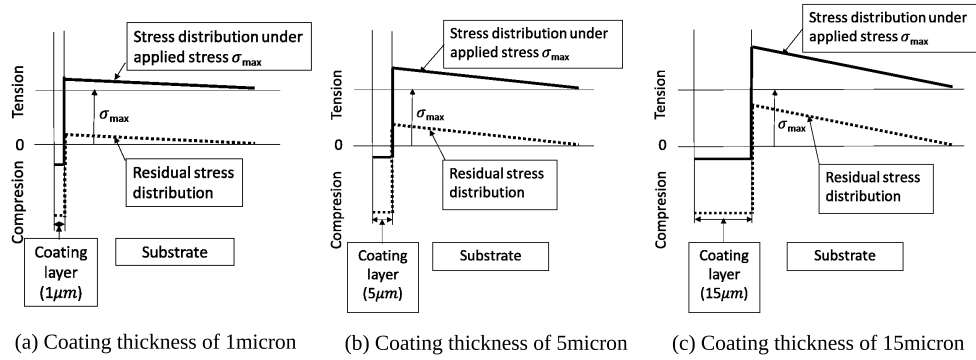 Stress distribution under
applied stress σmax
Tension
σmax
0
Compression
Residual stress
distribution
Coating
layer
(1μm)
Substrate
(a) Coating thickness of 1micron
Stress distribution under
applied stress σmax
Tension
σmax
0
Compression
Residual stress
distribution
Coating
layer
(5μm)
Substrate
(b) Coating thickness of 5micron
Stress distribution under
applied stress σmax
Tension
σmax
0
Compression
Residual stress
distribution
Coating
layer
(15μm)
Substrate
(c) Coating thickness of 15micron